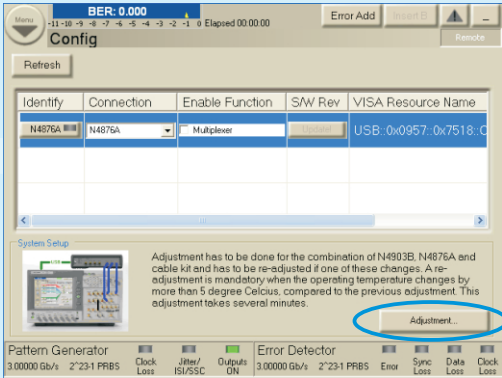 Menu
BER: 0.000
-11 -10 -9 -8 -7 -6 -5 -4 -3 -2 -1 0 Elapsed 00:00:00
Error Add
Insert B
Config
Remote
Refresh
Identify Connection Enable Function S/W Rev VISA Resource Name
N4876A N4876A Multiplexer Update! USB::0x0957::0x7518::C
System Setup
USB
Adjustment has to be done for the combination of N4903B, N4876A and
cable kit and has to be re-adjusted if one of these changes. A re-
adjustment is mandatory when the operating temperature changes by
more than 5 degree Celcius, compared to the previous adjustment. This
adjustment takes several minutes.
Adjustment...
Pattern Generator
3.00000 Gb/s 2^23-1 PRBS
Clock Loss
Jitter/ ISI/SSC
Outputs ON
Error Detector
3.00000 Gb/s 2^23-1 PRBS
Error
Sync Loss
Data Loss
Clock Loss